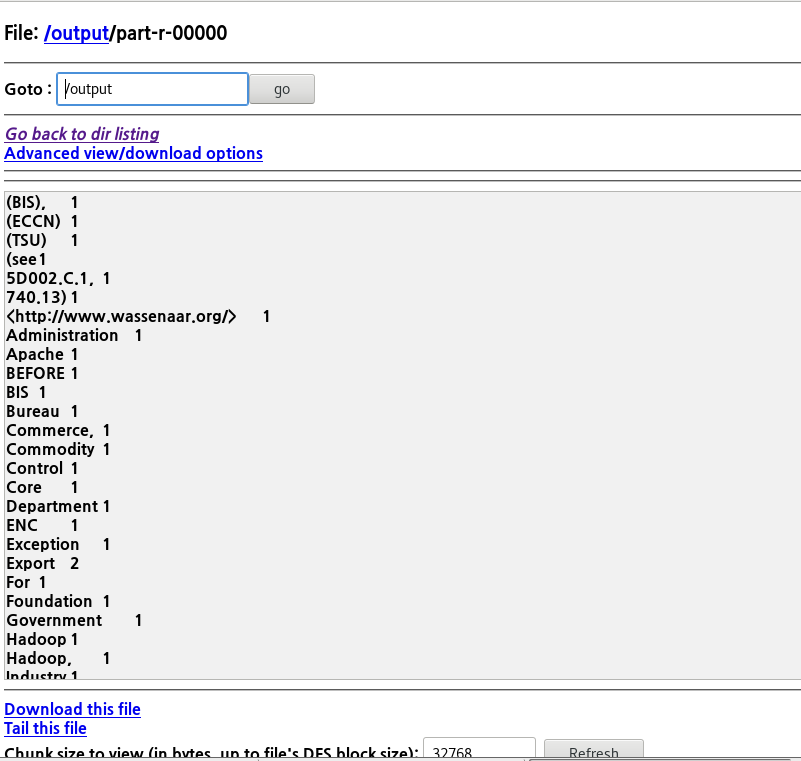 File: /output/part-r-00000
Goto : /output go
Go back to dir listing
Advanced view/download options
(BIS), 1
(ECCN) 1
(TSU) 1
(see 1
5D002.C.1, 1
740.13) 1
<http://www.wassenaar.org/> 1
Administration 1
Apache 1
BEFORE 1
BIS 1
Bureau 1
Commerce, 1
Commodity 1
Control 1
Core 1
Department 1
ENC 1
Exception 1
Export 2
For 1
Foundation 1
Government 1
Hadoop 1
Hadoop, 1
Industry 1
Download this file
Tail this file
Chunk size to view (in bytes, up to file's DFS block size): 32768 Refresh